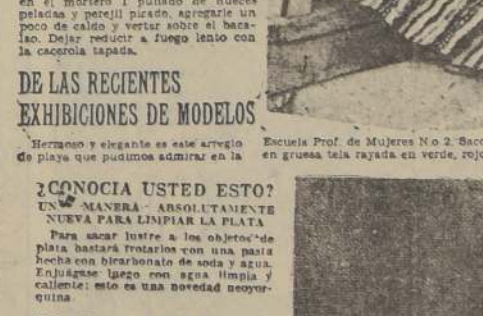 en el mortero 1 puñado de nueces
peladas y perejil picado, agregarle un
poco de caldo y verter sobre el baca-
lao. Dejar reducir a fuego lento con
la cacerola tapada.
DE LAS RECIENTES
EXHIBICIONES DE MODELOS
Hermoso y elegante es este arreglo
de playa que pudimos admirar en la
Escuela Prof. de Mujeres N.o 2. Saco
en gruesa tela rayada en verde, rojo
¿CONOCIA USTED ESTO?
UNA MANERA ABSOLUTAMENTE
NUEVA PARA LIMPIAR LA PLATA
Para sacar lustre a los objetos de
plata bastará frotarlos con una pasta
hecha con bicarbonato de soda y agua.
Enjuágase luego con agua limpia y
caliente: esto es una novedad neoyor-
quina